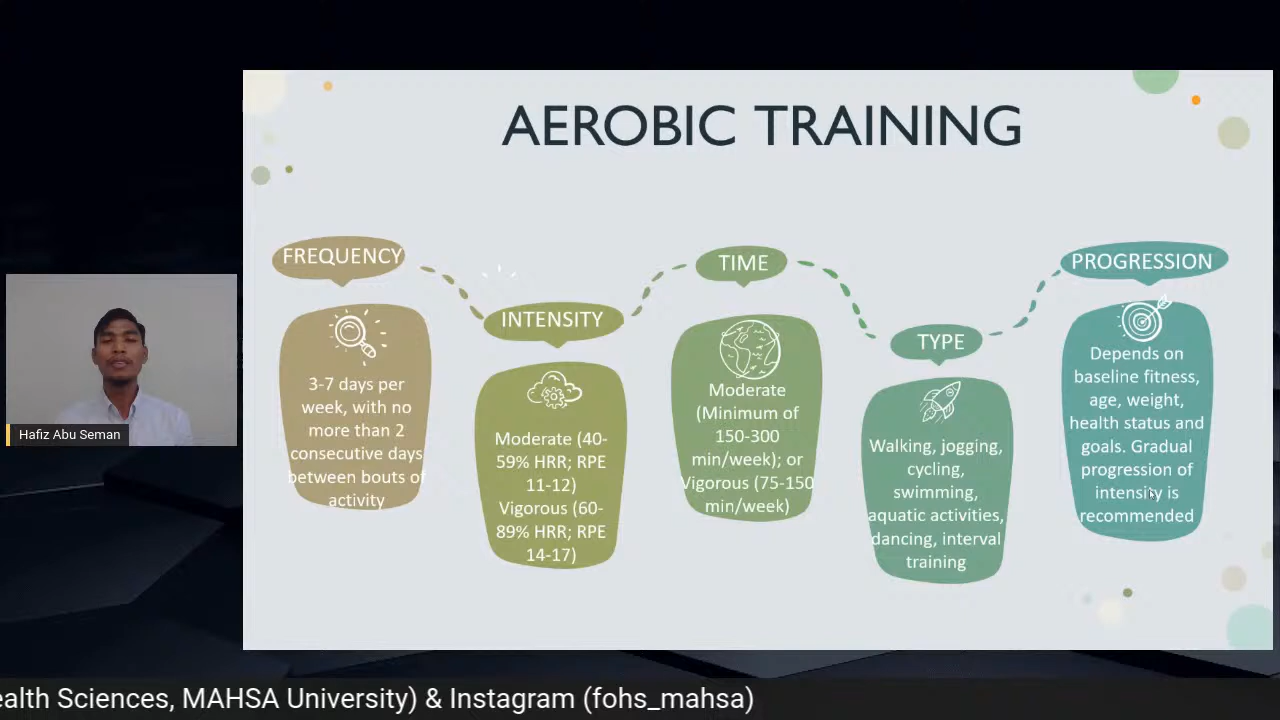 AEROBIC TRAINING
FREQUENCY
3-7 days per
week, with no
more than 2
consecutive days
between bouts of
activity
INTENSITY
Moderate (40-
59% HRR; RPE
11-12)
Vigorous (60-
89% HRR; RPE
14-17)
TIME
Moderate
(Minimum of
150-300
min/week); or
Vigorous (75-150
min/week)
TYPE
Walking, jogging,
cycling,
swimming,
aquatic activities,
dancing, interval
training
PROGRESSION
Depends on
baseline fitness,
age, weight,
health status and
goals. Gradual
progression of
intensity is
recommended
Hafiz Abu Seman
ealth Sciences, MAHSA University) & Instagram (fohs_mahsa)